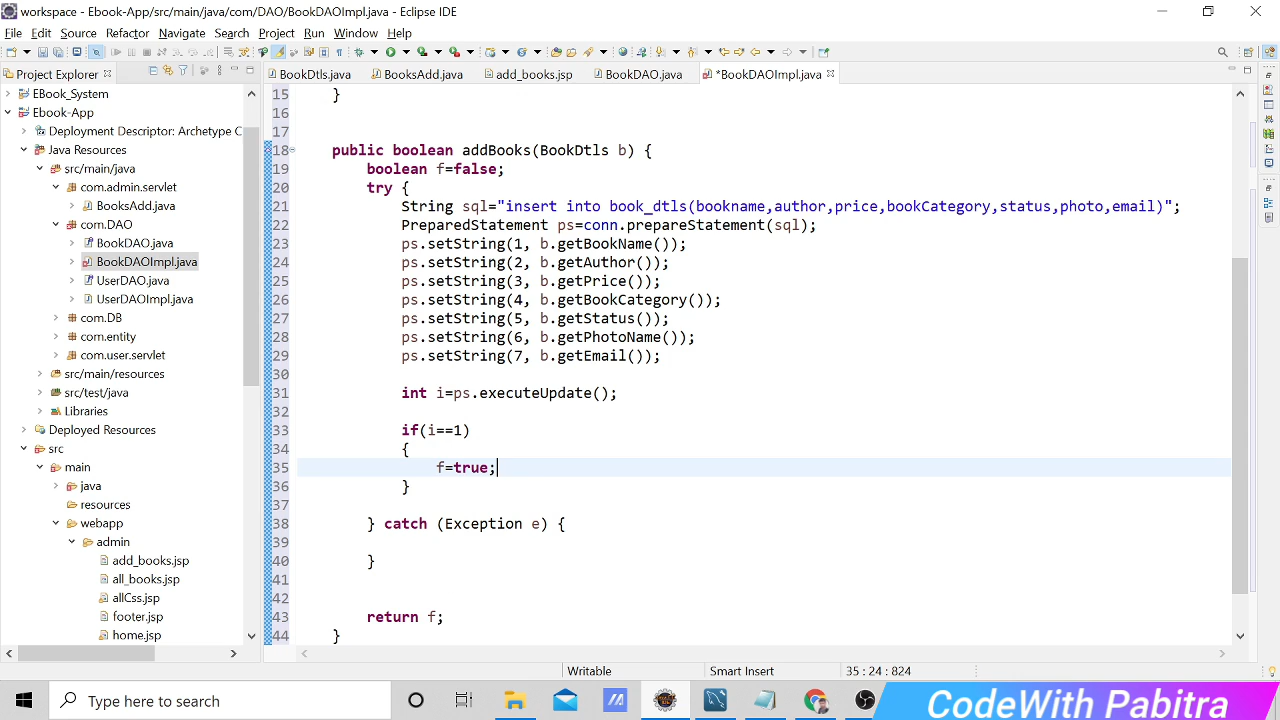 workspace - Ebook-App/src/main/java/com/DAO/BookDAOImpl.java - Eclipse IDE
File Edit Source Refactor Navigate Search Project Run Window Help
Project Explorer
BookDtls.java BooksAdd.java add_books.jsp BookDAO.java *BookDAOImpl.java
EBook_System
Ebook-App
Deployment Descriptor: Archetype C
Java Resources
src/main/java
com.admin.servlet
BooksAdd.java
com.DAO
BookDAO.java
BookDAOImpl.java
UserDAO.java
UserDAOImpl.java
com.DB
com.entity
com.user.servlet
src/main/resources
src/test/java
Libraries
Deployed Resources
src
main
java
resources
webapp
admin
add_books.jsp
all_books.jsp
allCss.jsp
footer.jsp
home.jsp
15 }
16
17
18 public boolean addBooks(BookDtls b) {
19 boolean f=false;
20 try {
21 String sql="insert into book_dtls(bookname,author,price,bookCategory,status,photo,email)";
22 PreparedStatement ps=conn.prepareStatement(sql);
23 ps.setString(1, b.getBookName());
24 ps.setString(2, b.getAuthor());
25 ps.setString(3, b.getPrice());
26 ps.setString(4, b.getBookCategory());
27 ps.setString(5, b.getStatus());
28 ps.setString(6, b.getPhotoName());
29 ps.setString(7, b.getEmail());
30
31 int i=ps.executeUpdate();
32
33 if(i==1)
34 {
35 f=true;
36 }
37
38 } catch (Exception e) {
39
40 }
41
42
43 return f;
44 }
Writable Smart Insert 35 : 24 : 824
Type here to search
CodeWith Pabitra